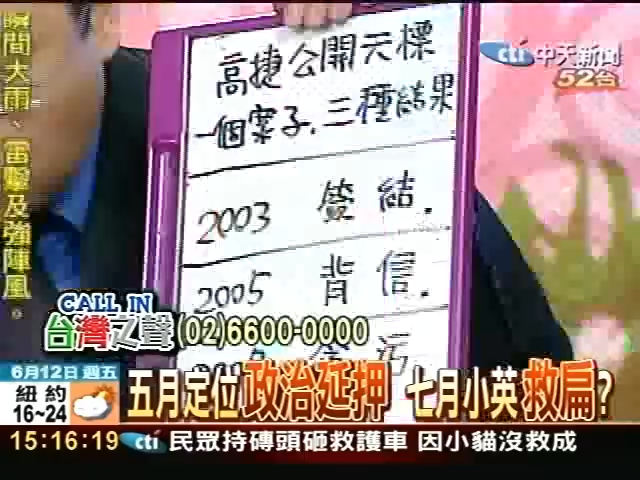 瞬間大雨、雷擊及強陣風。
高捷公開元標
一個案子,三種結果
2003 簽結.
2005 背信.
cti 中天新聞
52台
CALL IN
台灣之聲 (02)6600-0000
6月12日 週五
紐約
16~24
五月定位政治延押 七月小英救扁?
15:16:19 cti 民眾持磚頭砸救護車 因小貓沒救成